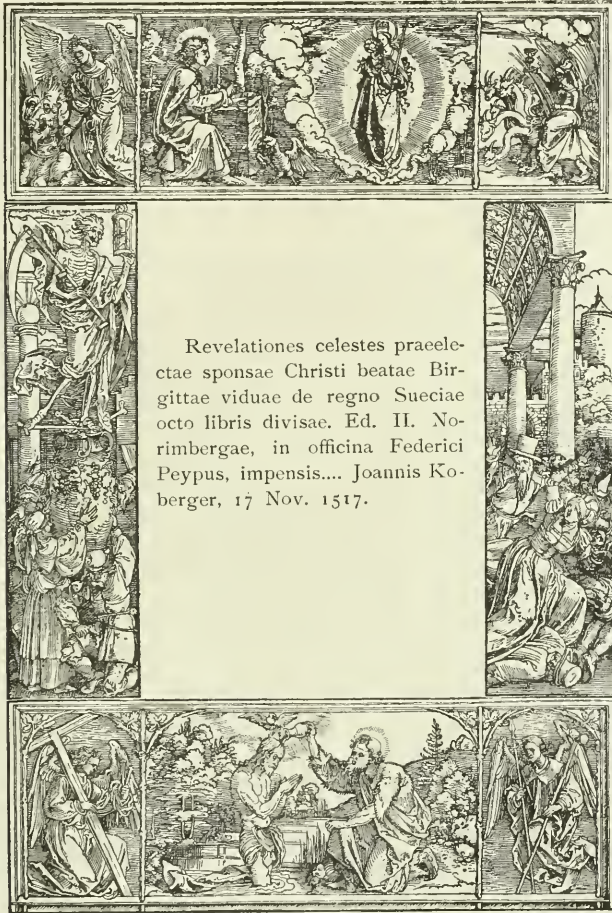 Revelationes celestes praeele-
ctae sponsae Christi beatae Bir-
gittae viduae de regno Sueciae
octo libris divisae. Ed. II. No-
rimbergae, in officina Federici
Peypus, impensis.... Joannis Ko-
berger, 17 Nov. 1517.